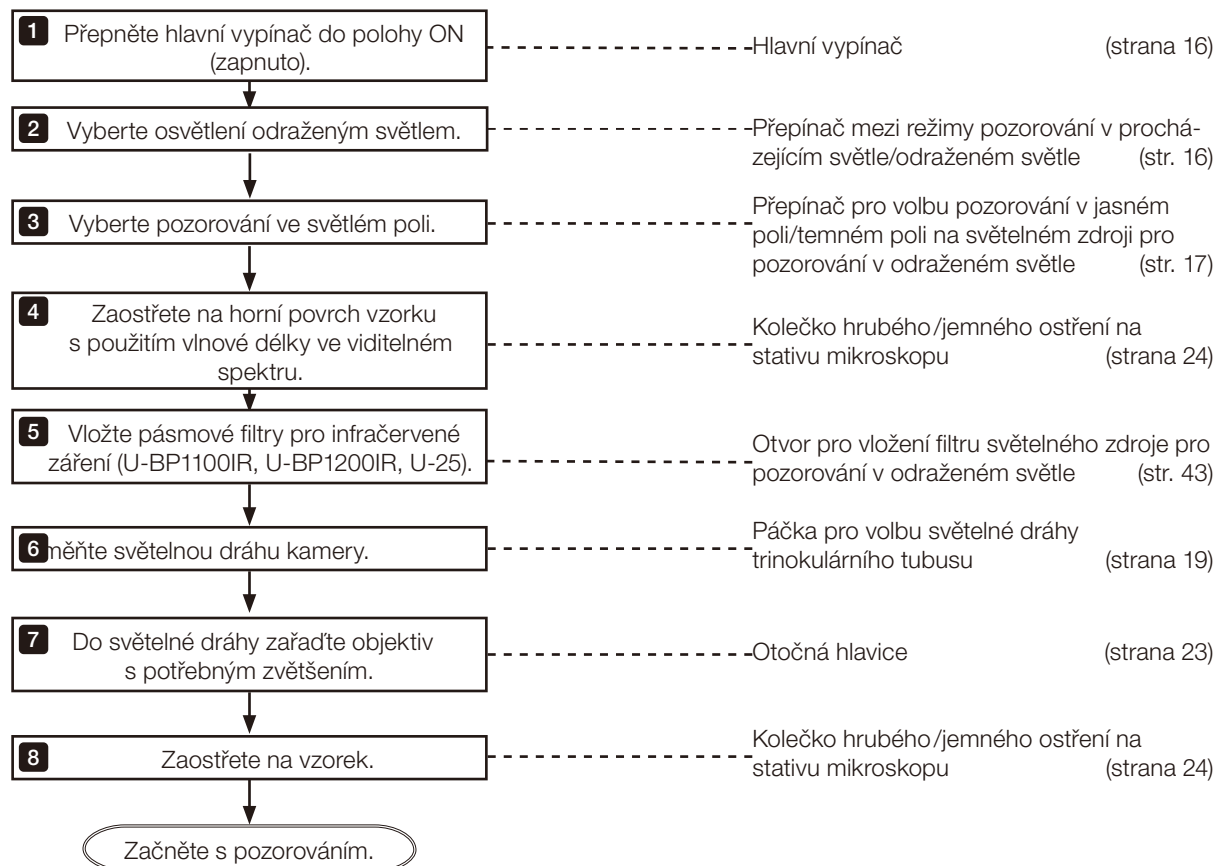 1 Přepněte hlavní vypínač do polohy ON
(zapnuto).
Hlavní vypínač (strana 16)
2 Vyberte osvětlení odraženým světlem.
Přepínač mezi režimy pozorování v prochá-
zejícím světle/odraženém světle (str. 16)
3 Vyberte pozorování ve světlém poli.
Přepínač pro volbu pozorování v jasném
poli/temném poli na světelném zdroji pro
pozorování v odraženém světle (str. 17)
4 Zaostřete na horní povrch vzorku
s použitím vlnové délky ve viditelném
spektru.
Kolečko hrubého/jemného ostření na
stativu mikroskopu (strana 24)
5 Vložte pásmové filtry pro infračervené
záření (U-BP1100IR, U-BP1200IR, U-25).
Otvor pro vložení filtru světelného zdroje pro
pozorování v odraženém světle (str. 43)
6 měňte světelnou dráhu kamery.
Páčka pro volbu světelné dráhy
trinokulárního tubusu (strana 19)
7 Do světelné dráhy zařaďte objektiv
s potřebným zvětšením.
Otočná hlavice (strana 23)
8 Zaostřete na vzorek.
Kolečko hrubého/jemného ostření na
stativu mikroskopu (strana 24)
Začněte s pozorováním.